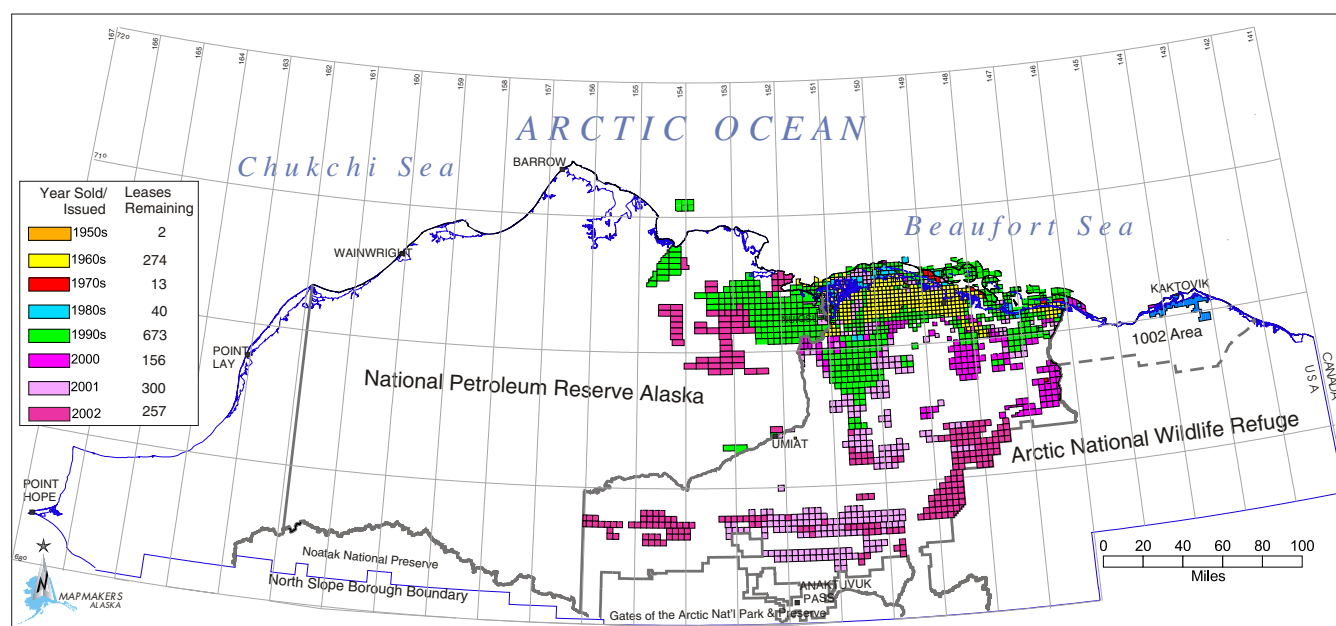 167
72°
166
165
164
163
162
161
160
159
158
157
156
155
154
153
152
151
150
149
148
147
146
145
144
143
142
141
ARCTIC OCEAN
Chukchi Sea
BARROW
71°
Beaufort Sea
Year Sold/ Leases
Issued Remaining
1950s 2
1960s 274
1970s 13
1980s 40
1990s 673
2000 156
2001 300
2002 257
WAINWRIGHT
KAKTOVIK
1002 Area
POINT
LAY
National Petroleum Reserve Alaska
CANADA
USA
UMIAT
Arctic National Wildlife Refuge
POINT
HOPE
68°
Noatak National Preserve
North Slope Borough Boundary
0 20 40 60 80 100
Miles
N
MAPMAKERS
ALASKA
ANAKTUVUK
PASS
Gates of the Arctic Nat'l Park & Preserve